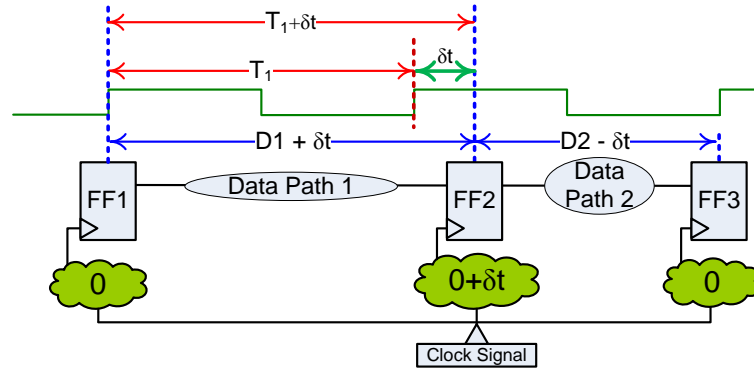 T₁+δt
T₁
δt
D1 + δt
D2 - δt
FF1
Data Path 1
FF2
Data
Path 2
FF3
0
0+δt
0
Clock Signal